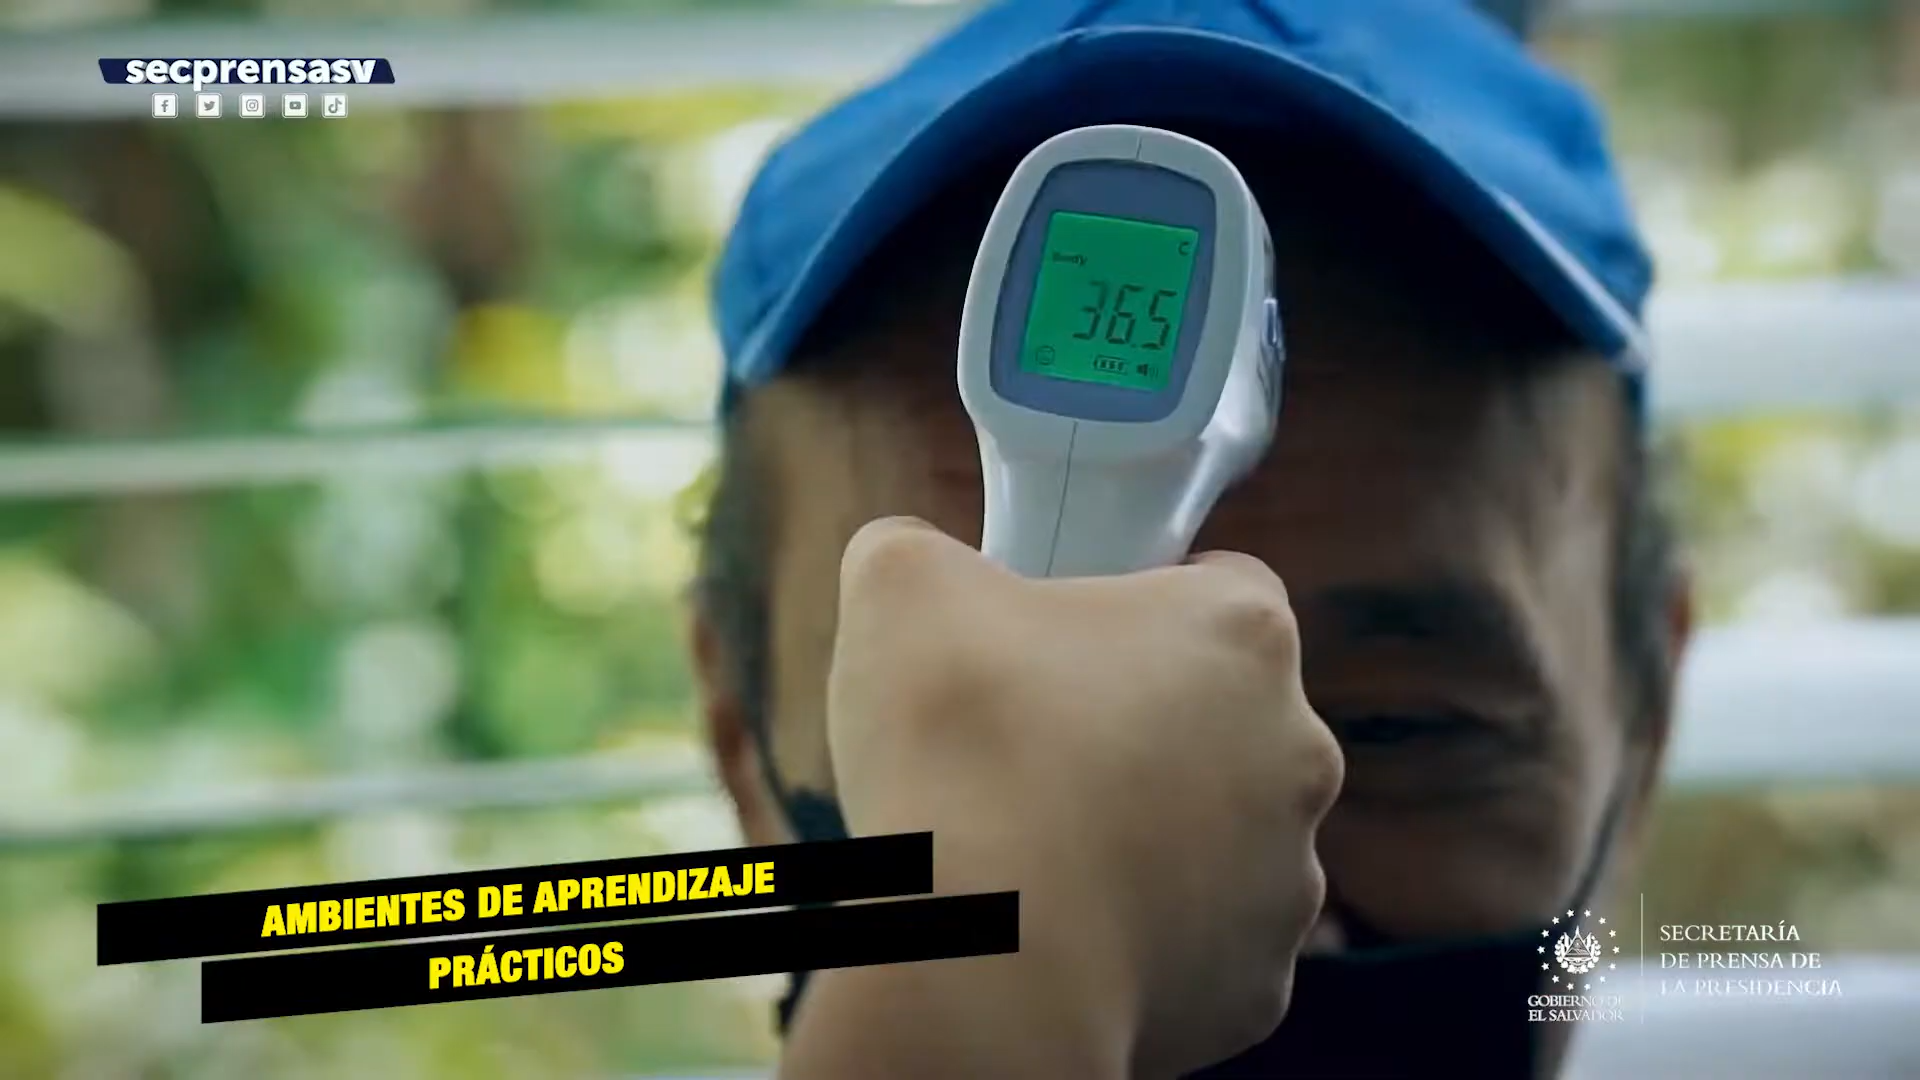 secprensasv
Body
C
36.5
AMBIENTES DE APRENDIZAJE
PRÁCTICOS
SECRETARÍA
DE PRENSA DE
LA PRESIDENCIA
GOBIERNO DE
EL SALVADOR